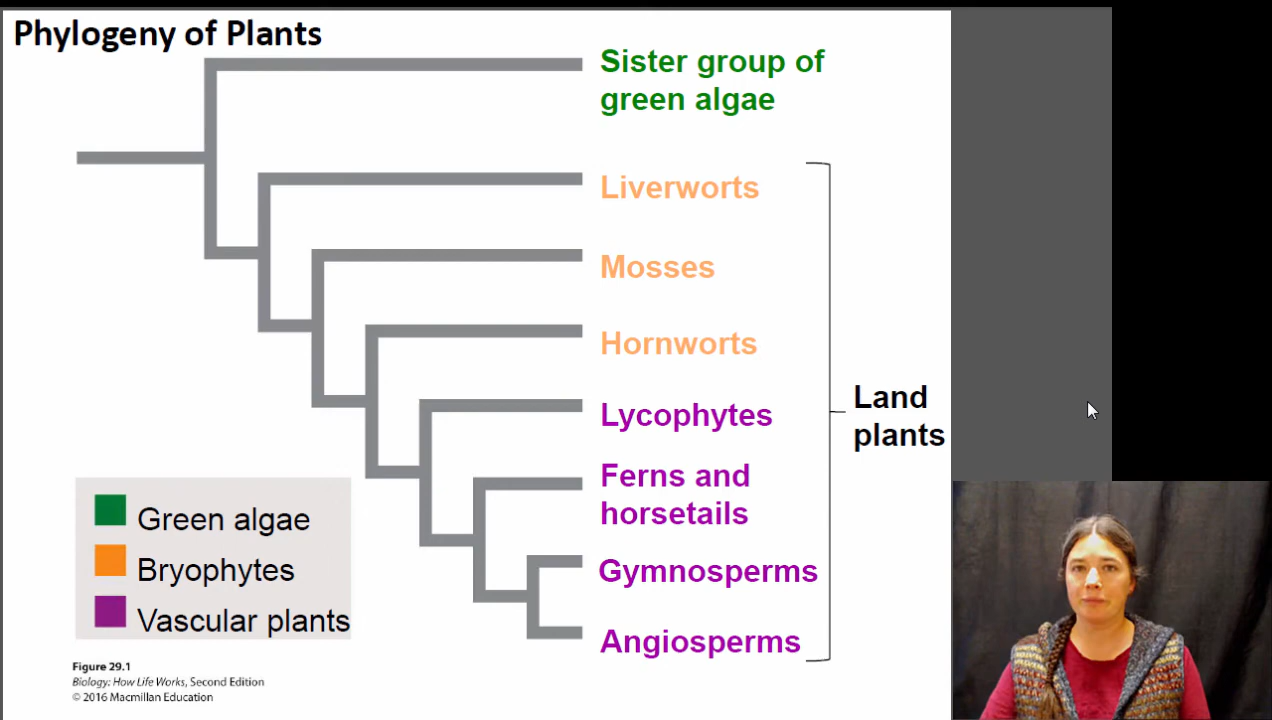 Phylogeny of Plants
Sister group of
green algae
Liverworts
Mosses
Hornworts
Lycophytes
Ferns and
horsetails
Gymnosperms
Angiosperms
Land
plants
Green algae
Bryophytes
Vascular plants
Figure 29.1
Biology: How Life Works, Second Edition
© 2016 Macmillan Education